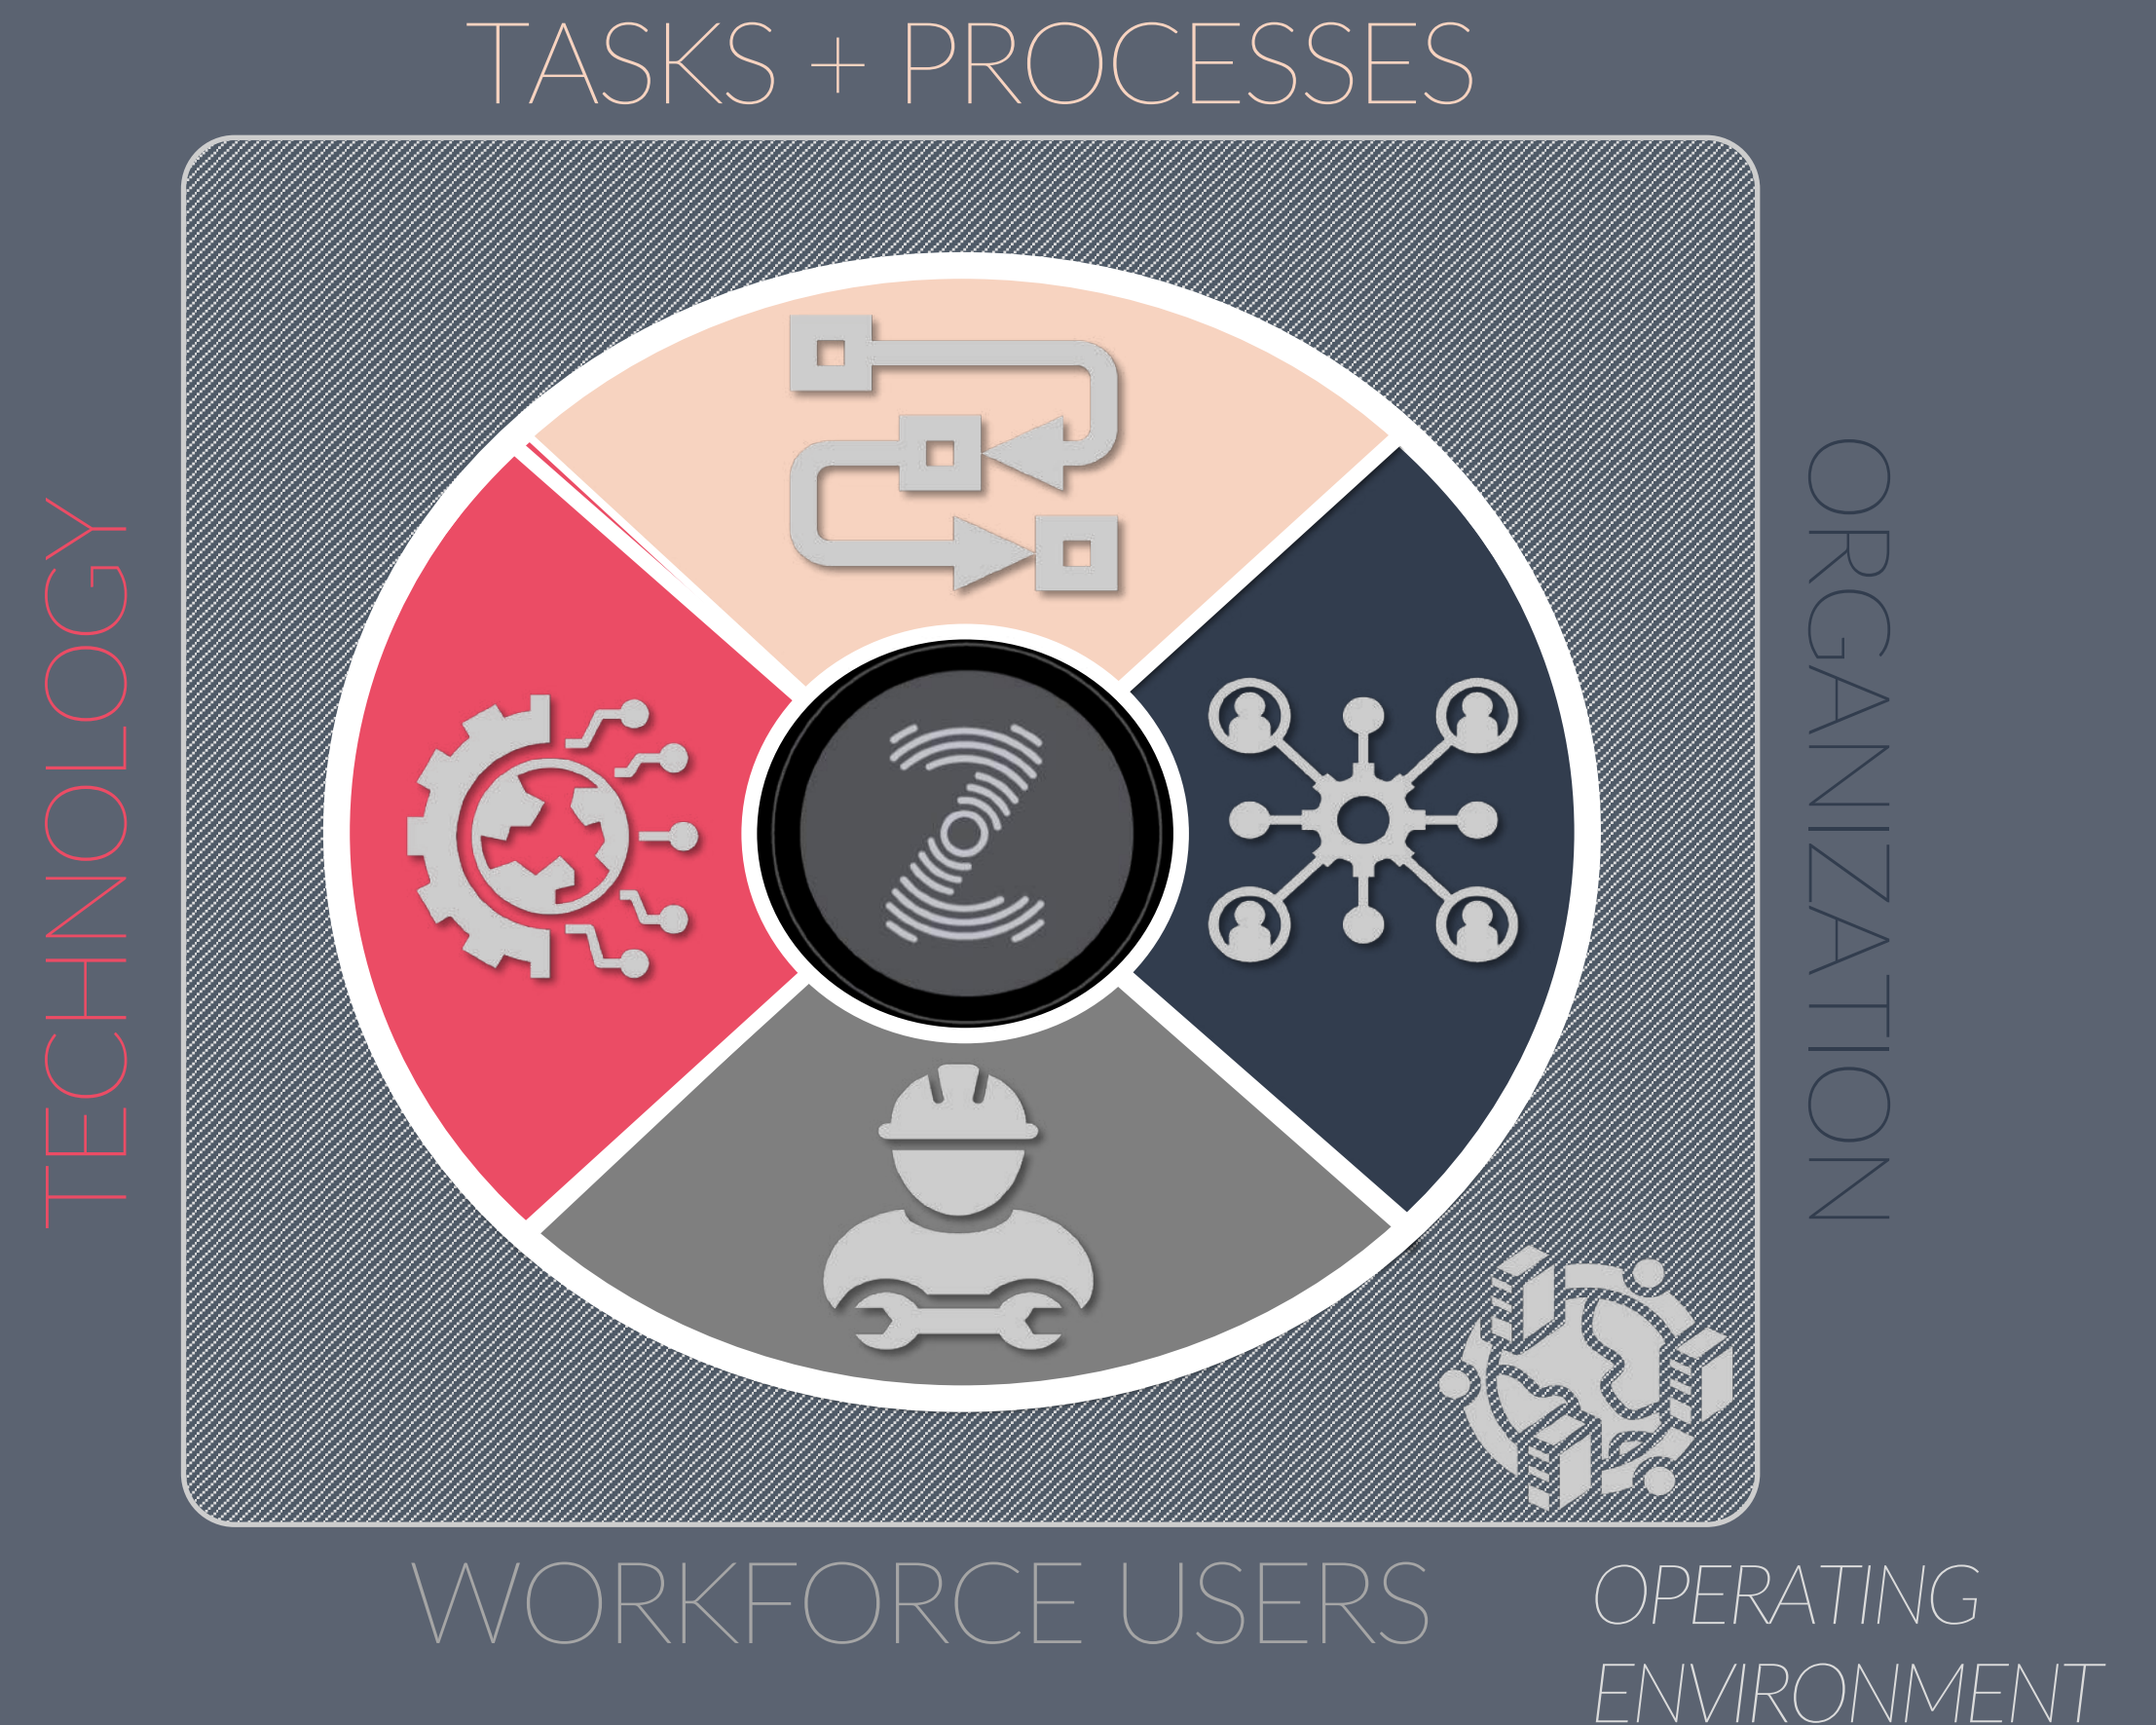 TASKS + PROCESSES
TECHNOLOGY
ORGANIZATION
WORKFORCE USERS
OPERATING
ENVIRONMENT